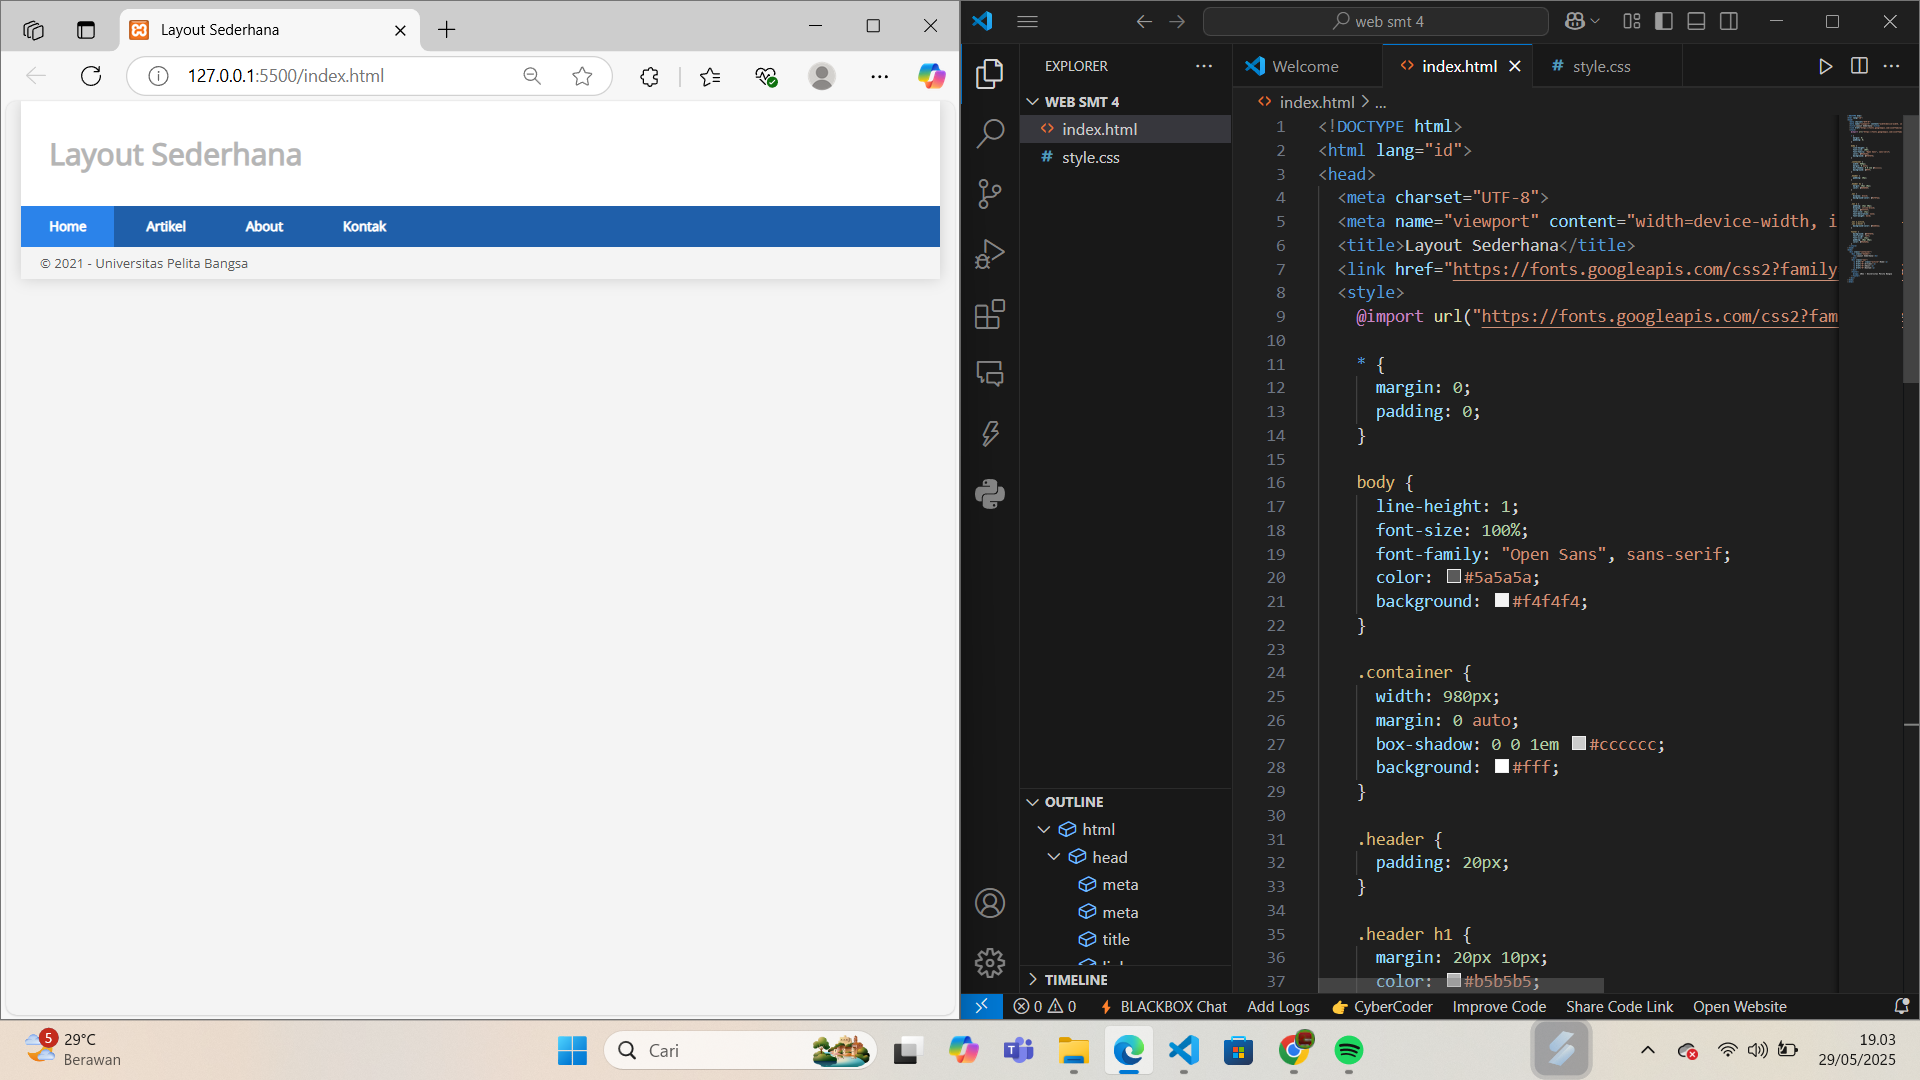 Layout Sederhana
127.0.0.1:5500/index.html
Layout Sederhana
Home Artikel About Kontak
© 2021 - Universitas Pelita Bangsa
web smt 4
EXPLORER
WEB SMT 4
index.html
# style.css
OUTLINE
html
head
meta
meta
title
TIMELINE
Welcome
index.html
# style.css
index.html > ...
1 <!DOCTYPE html>
2 <html lang="id">
3 <head>
4 <meta charset="UTF-8">
5 <meta name="viewport" content="width=device-width, i
6 <title>Layout Sederhana</title>
7 <link href="https://fonts.googleapis.com/css2?family
8 <style>
9 @import url("https://fonts.googleapis.com/css2?fam
10
11 * {
12 margin: 0;
13 padding: 0;
14 }
15
16 body {
17 line-height: 1;
18 font-size: 100%;
19 font-family: "Open Sans", sans-serif;
20 color: #5a5a5a;
21 background: #f4f4f4;
22 }
23
24 .container {
25 width: 980px;
26 margin: 0 auto;
27 box-shadow: 0 0 1em #cccccc;
28 background: #fff;
29 }
30
31 .header {
32 padding: 20px;
33 }
34
35 .header h1 {
36 margin: 20px 10px;
37 color: #b5b5b5;
0 0 BLACKBOX Chat Add Logs CyberCoder Improve Code Share Code Link Open Website
5
29°C
Berawan
Cari
19.03
29/05/2025